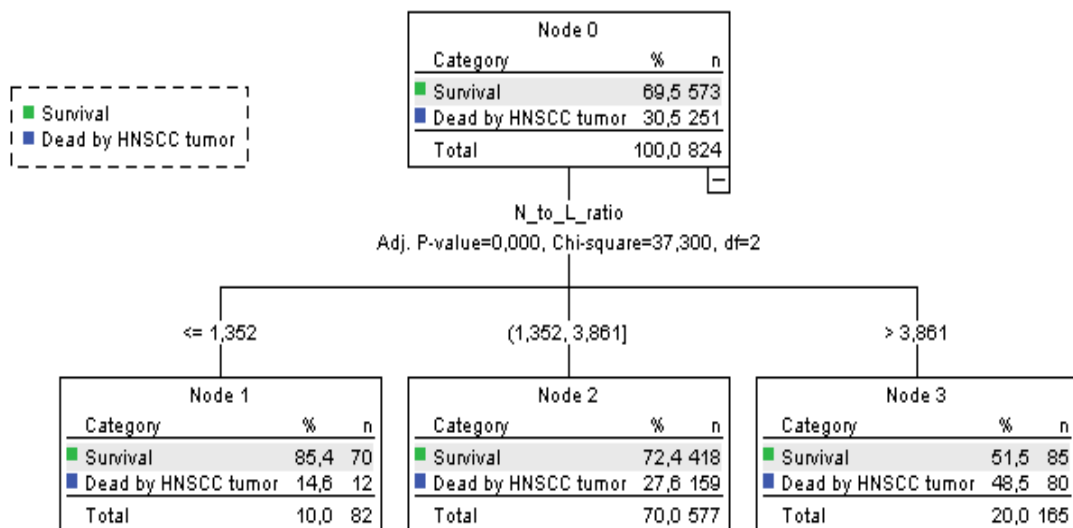 Node 0
Category % n
Survival 69,5 573
Dead by HNSCC tumor 30,5 251
Total 100,0 824
Survival
Dead by HNSCC tumor
N_to_L_ratio
Adj. P-value=0,000, Chi-square=37,300, df=2
<= 1,352
(1,352, 3,861]
> 3,861
Node 1
Category % n
Survival 85,4 70
Dead by HNSCC tumor 14,6 12
Total 10,0 82
Node 2
Category % n
Survival 72,4 418
Dead by HNSCC tumor 27,6 159
Total 70,0 577
Node 3
Category % n
Survival 51,5 85
Dead by HNSCC tumor 48,5 80
Total 20,0 165